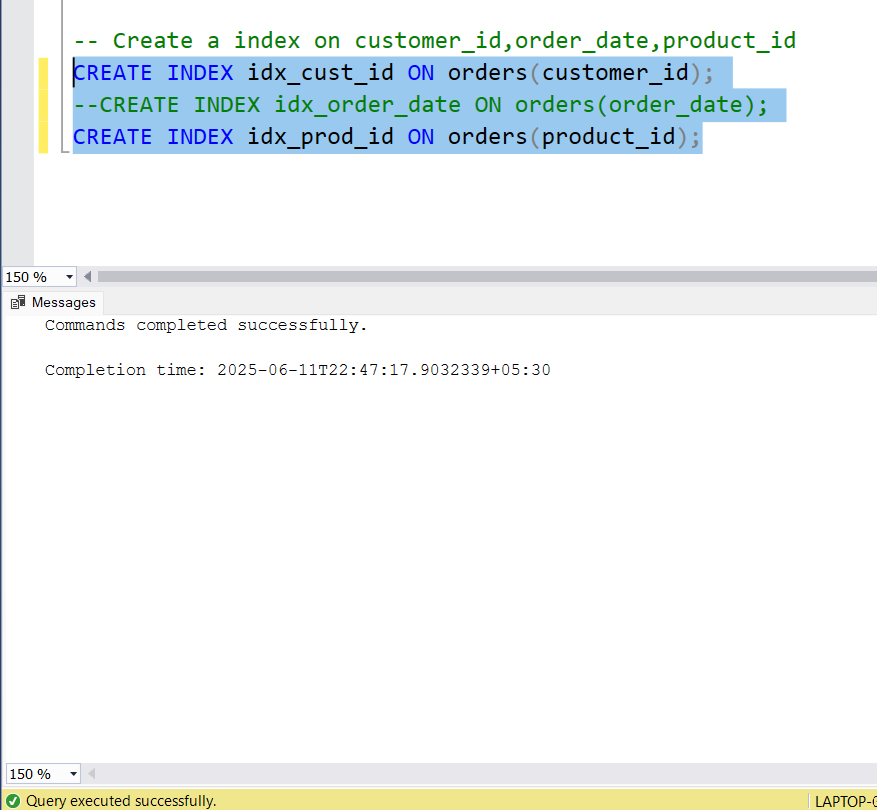 -- Create a index on customer_id,order_date,product_id
CREATE INDEX idx_cust_id ON orders(customer_id);
--CREATE INDEX idx_order_date ON orders(order_date);
CREATE INDEX idx_prod_id ON orders(product_id);
150 %
Messages
Commands completed successfully.
Completion time: 2025-06-11T22:47:17.9032339+05:30
150 %
Query executed successfully.
LAPTOP-G